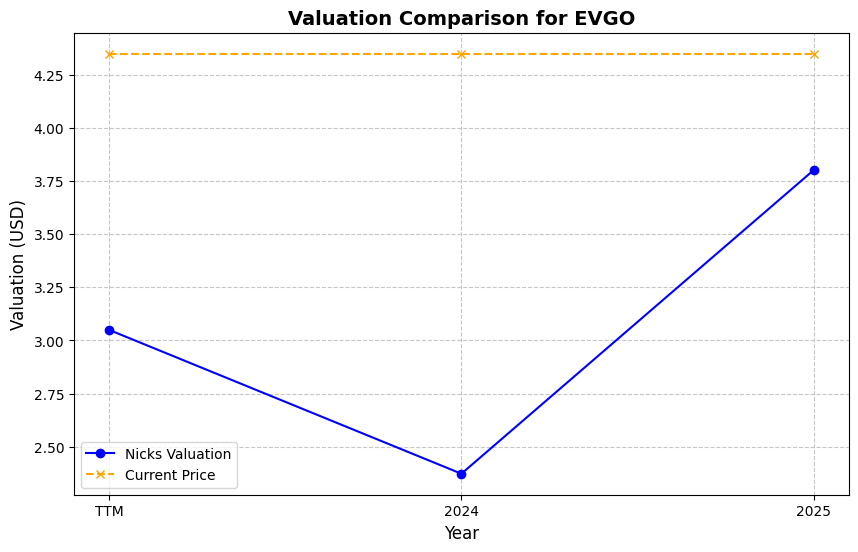 Valuation Comparison for EVGO
Valuation (USD)
4.25
4.00
3.75
3.50
3.25
3.00
2.75
2.50
Nicks Valuation
Current Price
TTM 2024 2025
Year